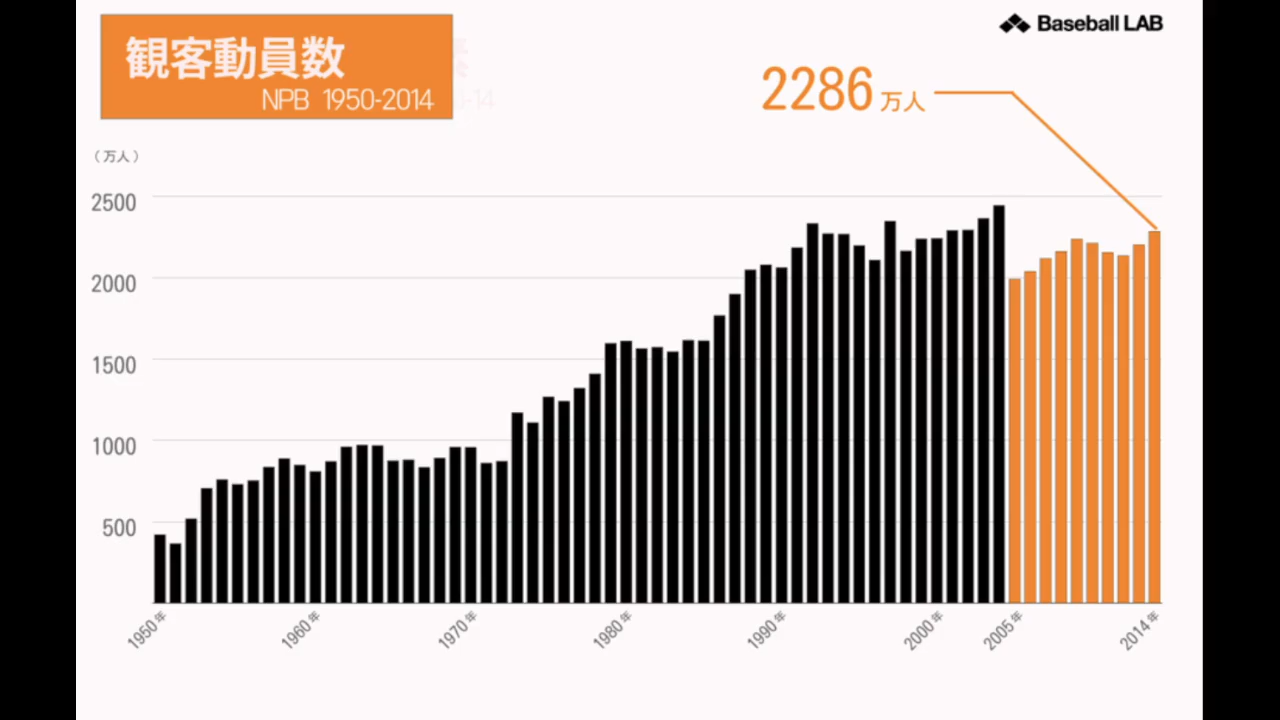 観客動員数
NPB 1950-2014
Baseball LAB
2286万人
（万人）
2500
2000
1500
1000
500
1950年
1960年
1970年
1980年
1990年
2000年
2005年
2014年